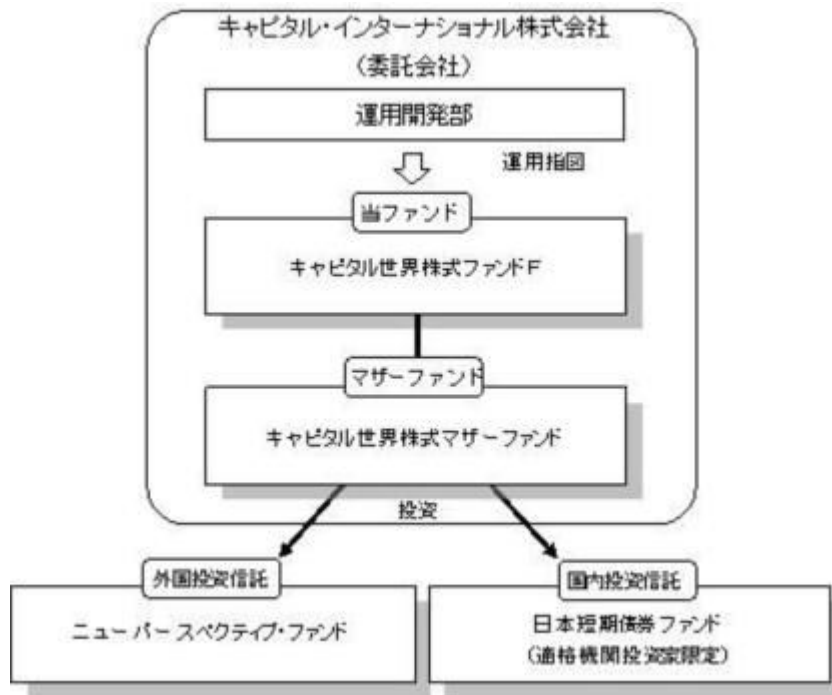 キャピタル・インターナショナル株式会社
（委託会社）
運用開発部
運用指図
当ファンド
キャピタル世界株式ファンドF
マザーファンド
キャピタル世界株式マザーファンド
投資
外国投資信託
ニューパースペクティブ・ファンド
国内投資信託
日本短期債券ファンド
（適格機関投資家限定）